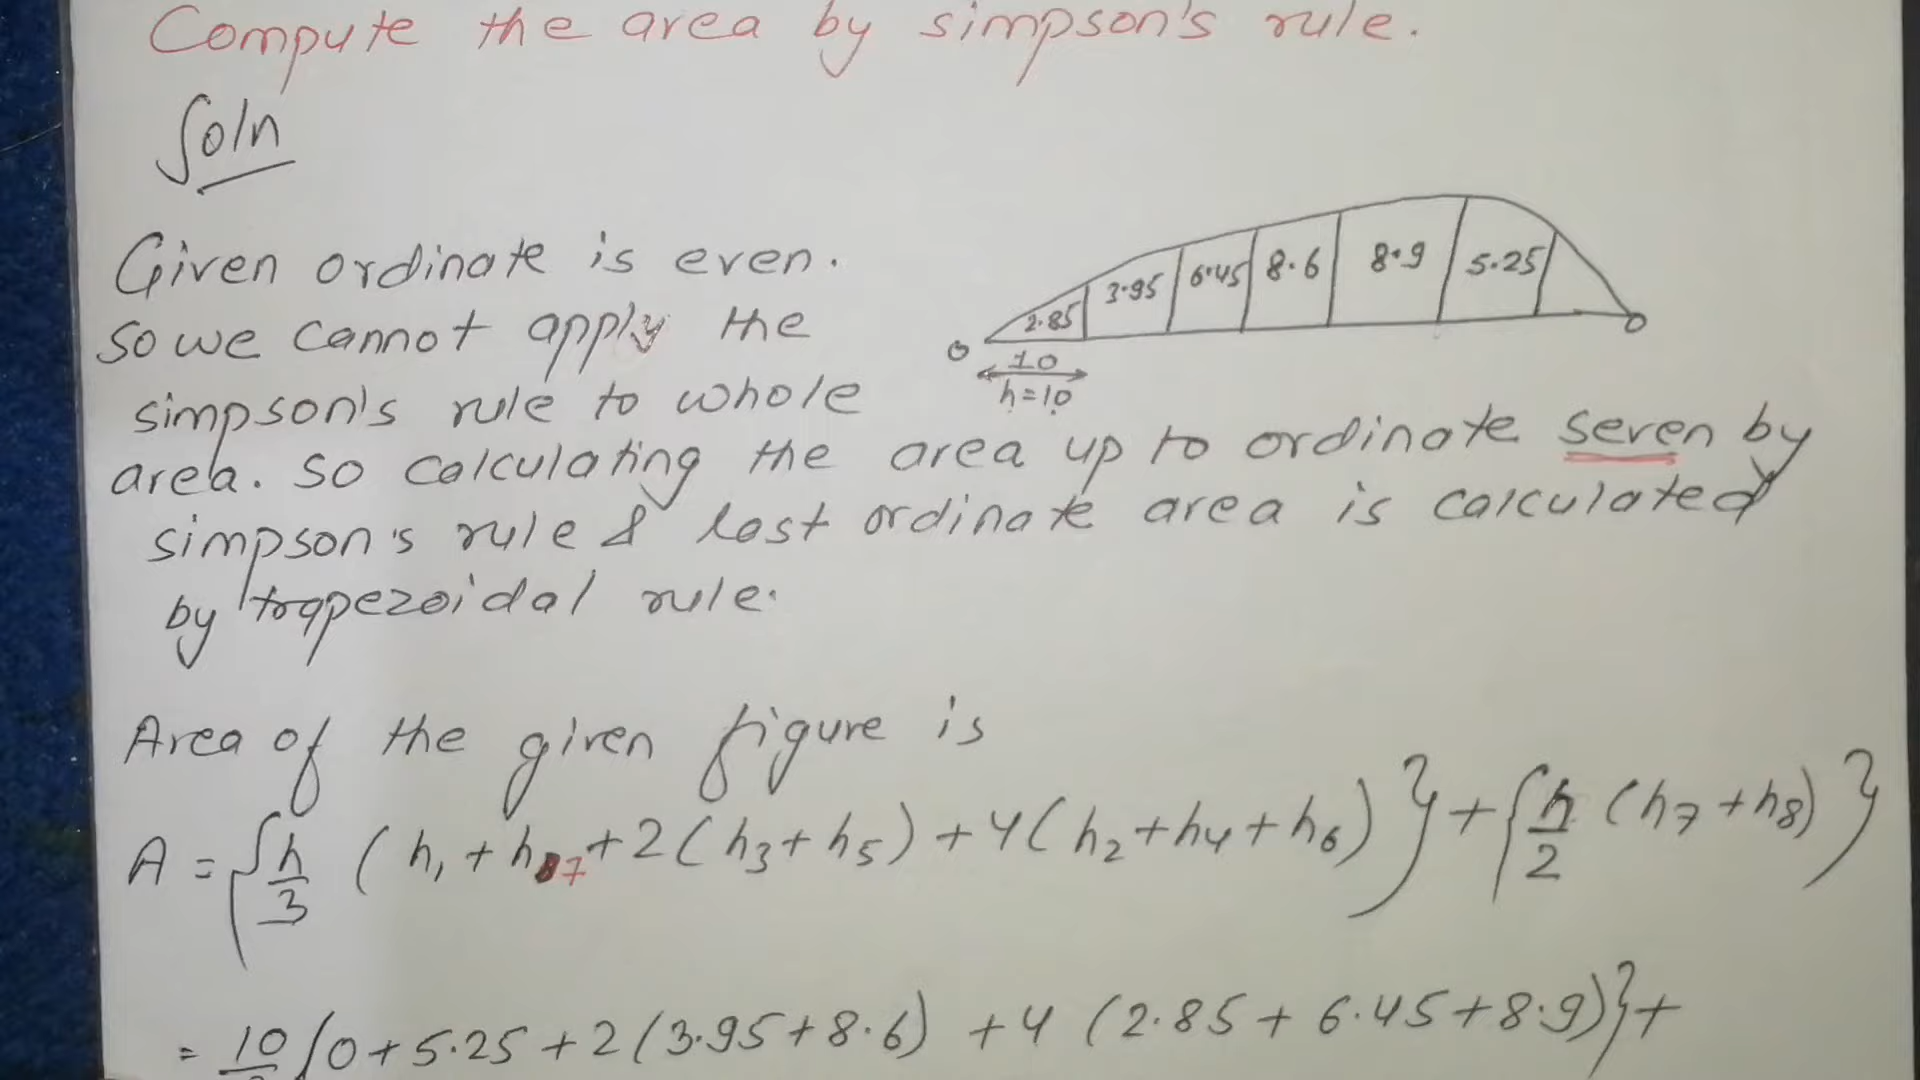 Compute the area by simpson's rule.
Soln
Given ordinate is even.
so we cannot apply the
simpson's rule to whole
area. so calculating the area up to ordinate seven by
simpson's rule & last ordinate area is calculated
by trapezoidal rule.
2.85 3.95 6.45 8.6 8.9 5.25
0 0
10
h=10
Area of the given figure is
A = {h/3 (h₁+h₇+2(h₃+h₅)+4(h₂+h₄+h₆)} + {h/2 (h₇+h₈)}
= 10 {0+5.25+2(3.95+8.6) +4 (2.85+6.45+8.9)}+